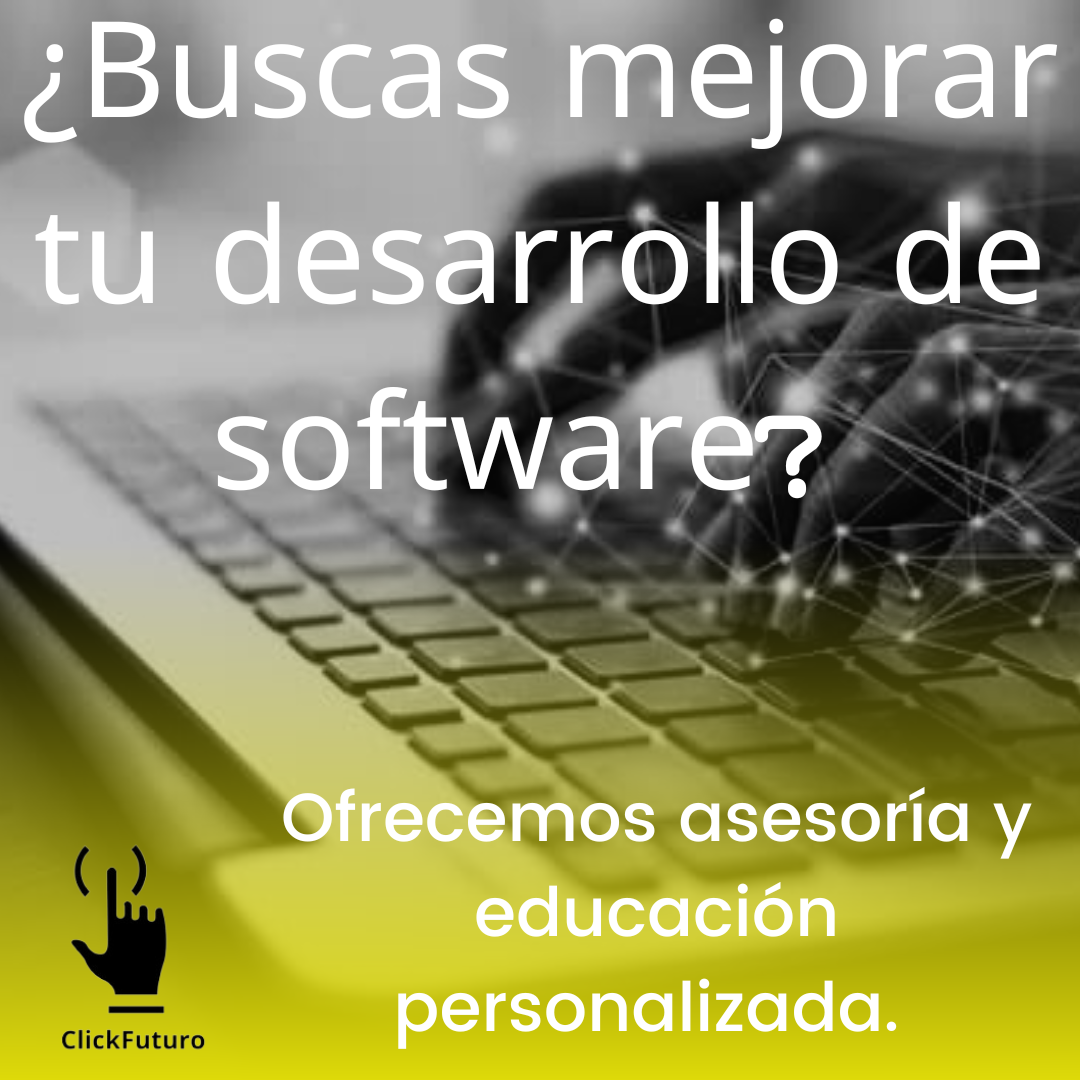 ¿Buscas mejorar
tu desarrollo de
software?
Ofrecemos asesoría y
educación
personalizada.
ClickFuturo